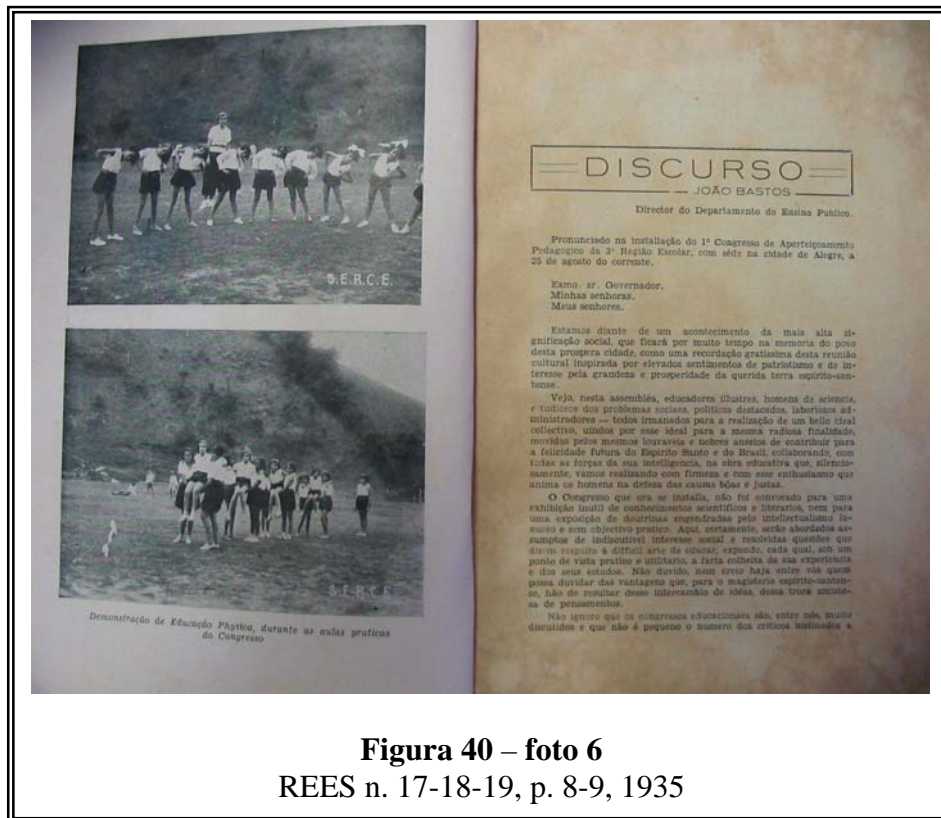 S.E.R.C.E.
S.E.R.C.E.
Demonstração de Educação Physica, durante as aulas praticas
do Congresso
DISCURSO
JOÃO BASTOS
Director do Departamento do Ensino Publico.
Pronunciado na installação do 1º Congresso de Aperfeiçoamento
Pedagogico da 3ª Região Escolar, com séde na cidade de Alegre, a
25 de agosto do corrente.
Exmo. sr. Governador.
Minhas senhoras.
Meus senhores.
Estamos diante de um acontecimento da mais alta si-
gnificação social, que ficará por muito tempo na memoria do povo
desta prospera cidade, como uma recordação gratissima desta reunião
cultural inspirada por elevados sentimentos de patriotismo e de in-
teresse pela grandeza e prosperidade da querida terra espirito-san-
tense.
Vejo, nesta assembléa, educadores illustres, homens de sciencia,
estudiosos dos problemas sociaes, politicos destacados, laboriosos ad-
ministradores — todos irmanados para a realização de um bello ideal
collectivo, unidos por esse ideal para a mesma radiosa finalidade,
movidos pelos mesmos louvaveis e nobres anseios de contribuir para
a felicidade futura do Espirito Santo e do Brasil, collaborando, com
todas as forças da sua intelligencia, na obra educativa que, silencio-
samente, vamos realizando com firmeza e com esse enthusiasmo que
anima os homens na defesa das causas bôas e justas.
O Congresso que ora se installa, não foi convocado para uma
exhibição inutil de conhecimentos scientificos e literarios, nem para
uma exposição de doutrinas engendradas pelo intellectualismo
e sem objectivo pratico. Aqui, certamente, serão abordados as-
sumptos de indiscutivel interesse social e resolvidas questões que
dizem respeito á difficil arte de educar, expondo, cada qual, sob um
ponto de vista pratico e utilitario, a farta colheita da sua experiencia
e dos seus estudos. Não duvido, nem creio haja entre vós quem
possa duvidar das vantagens que, para o magisterio espirito-santen-
se, hão de resultar desse intercambio de idéas, dessa troca
de pensamentos.
Não ignoro que os congressos educacionaes são, entre nós, muito
discutidos e que não é pequeno o numero dos criticos inclinados a
Figura 40 – foto 6
REES n. 17-18-19, p. 8-9, 1935